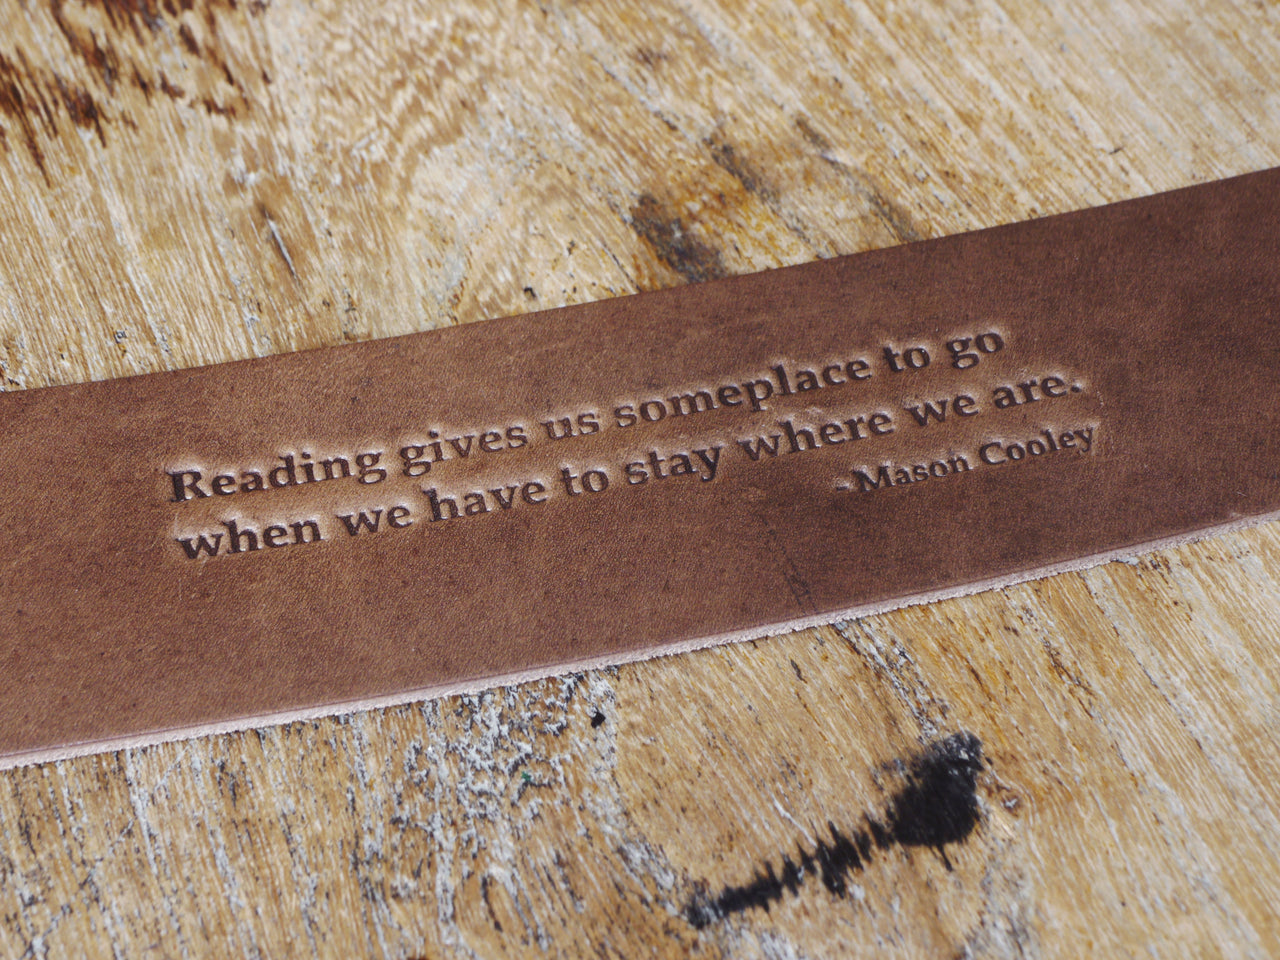 Reading gives us someplace to go
when we have to stay where we are.
-Mason Cooley